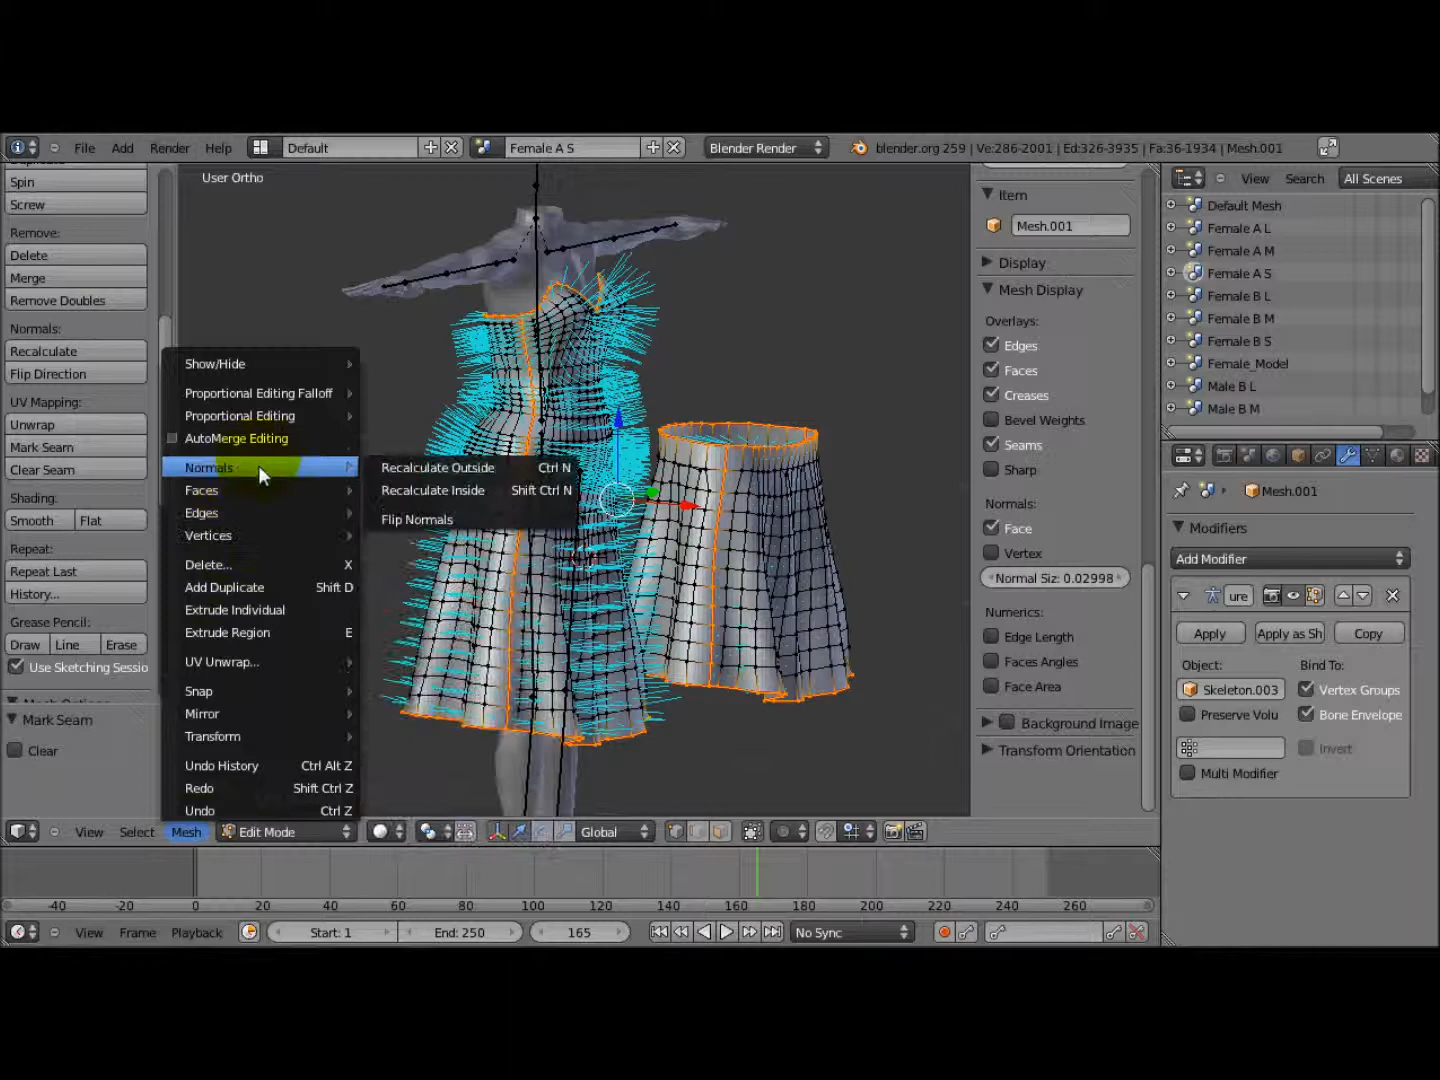 File Add Render Help Default Female A S Blender Render blender.org 259 | Ve:286-2001 | Ed:326-3935 | Fa:36-1934 | Mesh.001
Spin
Screw
Remove:
Delete
Merge
Remove Doubles
Normals:
Recalculate
Flip Direction
UV Mapping:
Unwrap
Mark Seam
Clear Seam
Shading:
Smooth Flat
Repeat:
Repeat Last
History...
Grease Pencil:
Draw Line Erase
Use Sketching Sessio
Mark Seam
Clear
User Ortho
Show/Hide
Proportional Editing Falloff
Proportional Editing
AutoMerge Editing
Normals
Faces
Edges
Vertices
Delete... X
Add Duplicate Shift D
Extrude Individual
Extrude Region E
UV Unwrap...
Snap
Mirror
Transform
Undo History Ctrl Alt Z
Redo Shift Ctrl Z
Undo Ctrl Z
Recalculate Outside Ctrl N
Recalculate Inside Shift Ctrl N
Flip Normals
Item
Mesh.001
Display
Mesh Display
Overlays:
Edges
Faces
Creases
Bevel Weights
Seams
Sharp
Normals:
Face
Vertex
Normal Siz: 0.02998
Numerics:
Edge Length
Faces Angles
Face Area
Background Image
Transform Orientation
View Search All Scenes
Default Mesh
Female A L
Female A M
Female A S
Female B L
Female B M
Female B S
Female_Model
Male B L
Male B M
Mesh.001
Modifiers
Add Modifier
ure
Apply Apply as Sh Copy
Object: Bind To:
Skeleton.003 Vertex Groups
Preserve Volu Bone Envelope
Invert
Multi Modifier
View Select Mesh Edit Mode Global
-40 -20 0 20 40 60 80 100 120 140 160 180 200 220 240 260
View Frame Playback Start: 1 End: 250 165 No Sync